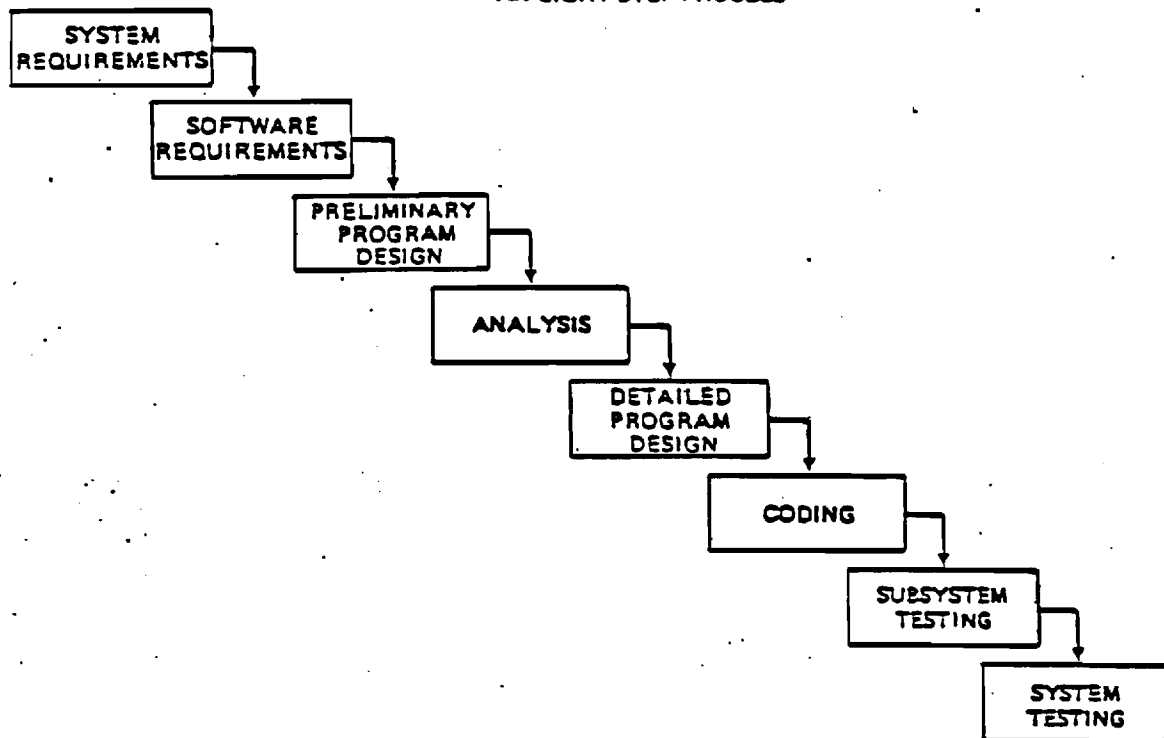 SYSTEM
REQUIREMENTS
SOFTWARE
REQUIREMENTS
PRELIMINARY
PROGRAM
DESIGN
ANALYSIS
DETAILED
PROGRAM
DESIGN
CODING
SUBSYSTEM
TESTING
SYSTEM
TESTING